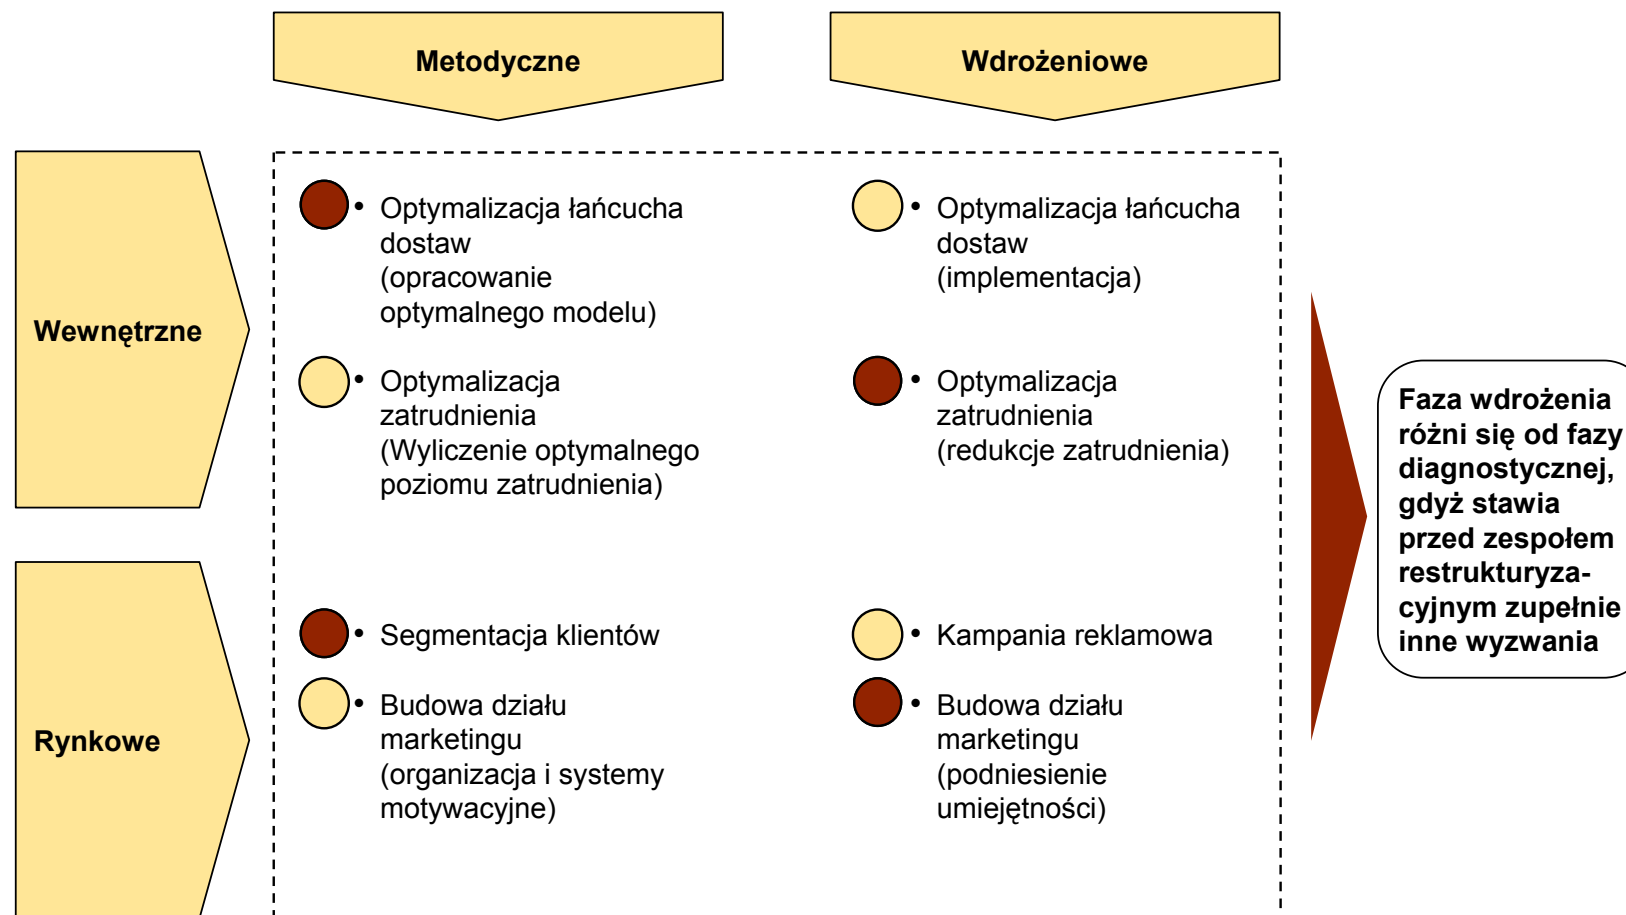 Metodyczne
Wdrożeniowe
Wewnętrzne
• Optymalizacja łańcucha
dostaw
(opracowanie
optymalnego modelu)
• Optymalizacja łańcucha
dostaw
(implementacja)
• Optymalizacja
zatrudnienia
(Wyliczenie optymalnego
poziomu zatrudnienia)
• Optymalizacja
zatrudnienia
(redukcje zatrudnienia)
Rynkowe
• Segmentacja klientów
• Kampania reklamowa
• Budowa działu
marketingu
(organizacja i systemy
motywacyjne)
• Budowa działu
marketingu
(podniesienie
umiejętności)
Faza wdrożenia
różni się od fazy
diagnostycznej,
gdyż stawia
przed zespołem
restrukturyza-
cyjnym zupełnie
inne wyzwania